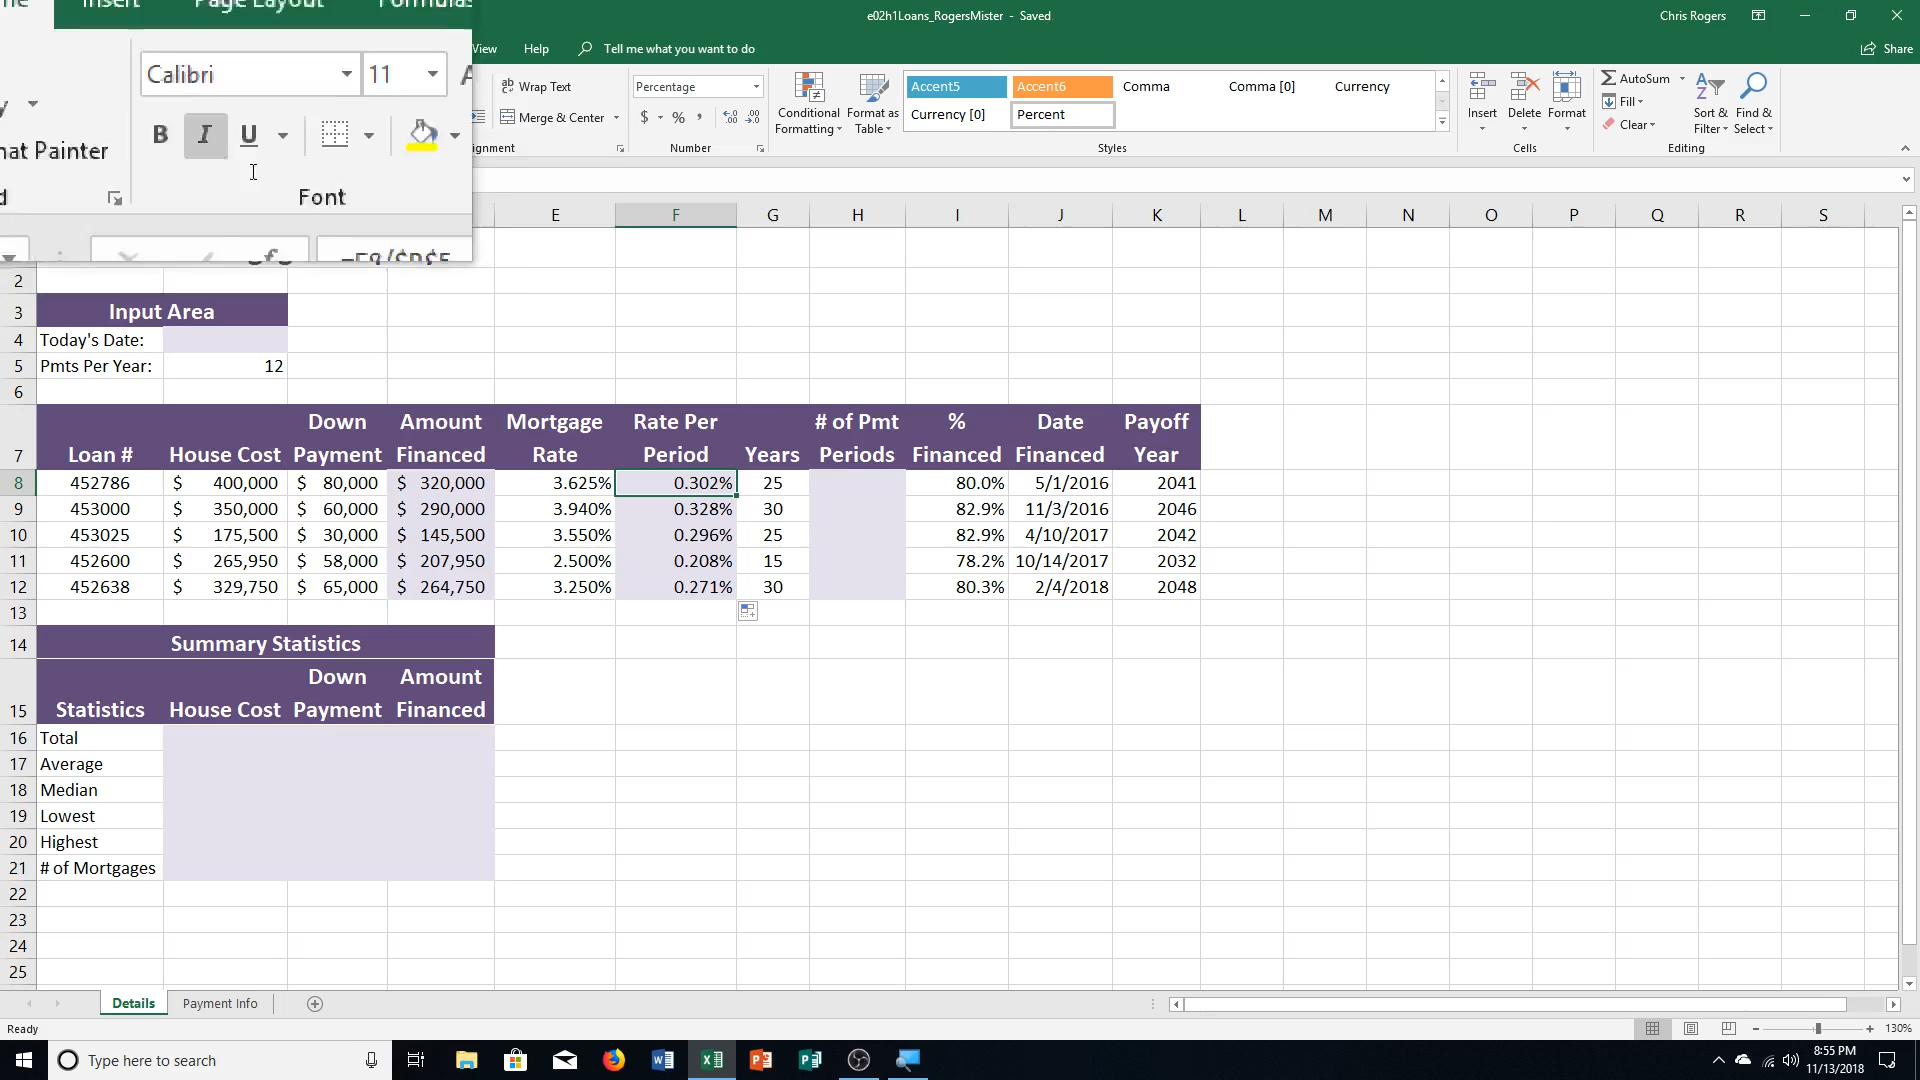 e02h1Loans_RogersMister - Saved
Chris Rogers
Insert Page Layout Formulas
View Help Tell me what you want to do
Share
Calibri 11
B I U
Format Painter
Font
Wrap Text
Merge & Center
Percentage
$ % ,
Number
Conditional Formatting
Format as Table
Accent5 Accent6 Comma Comma [0] Currency
Currency [0] Percent
Styles
Insert Delete Format
Cells
AutoSum
Fill
Clear
Sort & Filter
Find & Select
Editing
E F G H I J K L M N O P Q R S
2
3 Input Area
4 Today's Date:
5 Pmts Per Year: 12
6
Down Amount Mortgage Rate Per # of Pmt % Date Payoff
7 Loan # House Cost Payment Financed Rate Period Years Periods Financed Financed Year
8 452786 $ 400,000 $ 80,000 $ 320,000 3.625% 0.302% 25 80.0% 5/1/2016 2041
9 453000 $ 350,000 $ 60,000 $ 290,000 3.940% 0.328% 30 82.9% 11/3/2016 2046
10 453025 $ 175,500 $ 30,000 $ 145,500 3.550% 0.296% 25 82.9% 4/10/2017 2042
11 452600 $ 265,950 $ 58,000 $ 207,950 2.500% 0.208% 15 78.2% 10/14/2017 2032
12 452638 $ 329,750 $ 65,000 $ 264,750 3.250% 0.271% 30 80.3% 2/4/2018 2048
13
14 Summary Statistics
Down Amount
15 Statistics House Cost Payment Financed
16 Total
17 Average
18 Median
19 Lowest
20 Highest
21 # of Mortgages
22
23
24
25
Details Payment Info
Ready
130%
Type here to search
8:55 PM
11/13/2018